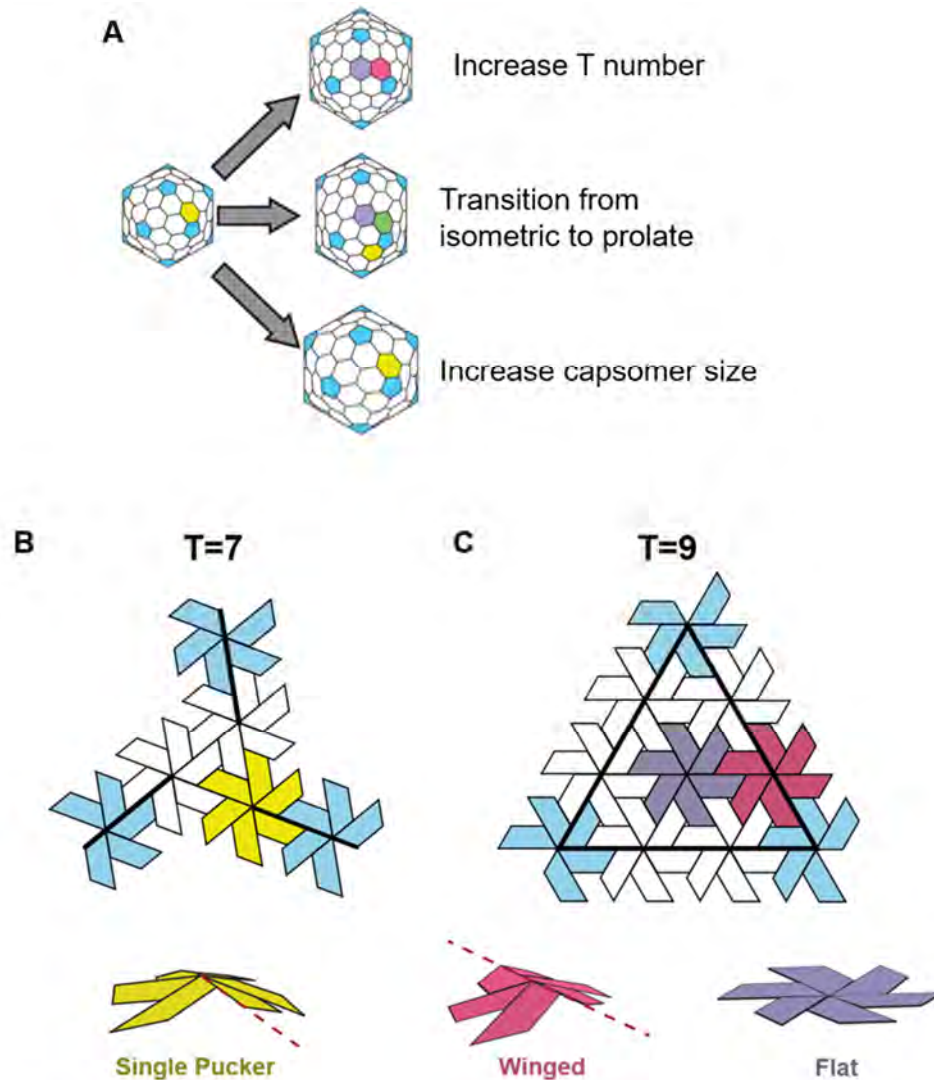 A
Increase T number
Transition from
isometric to prolate
Increase capsomer size
B
T=7
C
T=9
Single Pucker
Winged
Flat